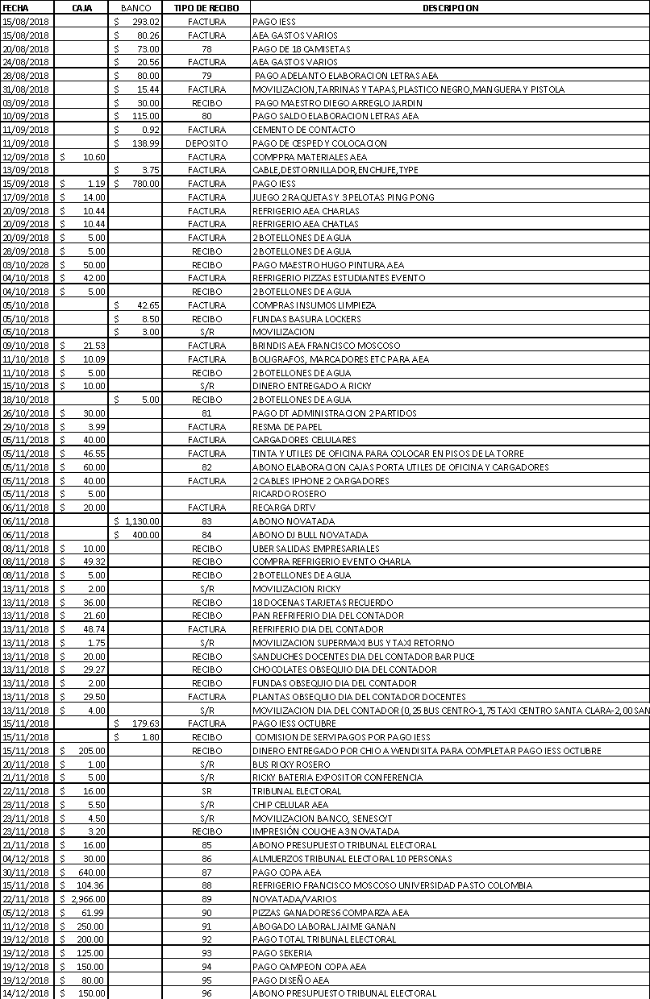 FECHA CAJA BANCO TIPO DE RECIBO DESCRIPCION
15/08/2018 $ 293.02 FACTURA PAGO IESS
15/08/2018 $ 80.26 FACTURA AEA GASTOS VARIOS
20/08/2018 $ 73.00 78 PAGO DE 18 CAMISETAS
24/08/2018 $ 20.56 FACTURA AEA GASTOS VARIOS
28/08/2018 $ 80.00 79 PAGO ADELANTO ELABORACION LETRAS AEA
31/08/2018 $ 15.44 FACTURA MOVILIZACION,TARRINAS Y TAPAS,PLASTICO NEGRO,MANGUERA Y PISTOLA
03/09/2018 $ 30.00 RECIBO PAGO MAESTRO DIEGO ARREGLO JARDIN
10/09/2018 $ 115.00 80 PAGO SALDO ELABORACION LETRAS AEA
11/09/2018 $ 0.92 FACTURA CEMENTO DE CONTACTO
11/09/2018 $ 138.99 DEPOSITO PAGO DE CESPED Y COLOCACION
12/09/2018 $ 10.60 FACTURA COMPPRA MATERIALES AEA
13/09/2018 $ 3.75 FACTURA CABLE,DESTORNILLADOR,ENCHUFE,TYPE
15/09/2018 $ 1.19 $ 780.00 FACTURA PAGO IESS
17/09/2018 $ 14.00 FACTURA JUEGO 2 RAQUETAS Y 3 PELOTAS PING PONG
20/09/2018 $ 10.44 FACTURA REFRIGERIO AEA CHARLAS
20/09/2018 $ 10.44 FACTURA REFRIGERIO AEA CHATLAS
20/09/2018 $ 5.00 FACTURA 2 BOTELLONES DE AGUA
28/09/2018 $ 5.00 RECIBO 2 BOTELLONES DE AGUA
03/10/2028 $ 50.00 RECIBO PAGO MAESTRO HUGO PINTURA AEA
04/10/2018 $ 42.00 FACTURA REFRIGERIO PIZZAS ESTUDIANTES EVENTO
04/10/2018 $ 5.00 RECIBO 2 BOTELLONES DE AGUA
05/10/2018 $ 42.65 FACTURA COMPRAS INSUMOS LIMPIEZA
05/10/2018 $ 8.50 RECIBO FUNDAS BASURA LOCKERS
05/10/2018 $ 3.00 S/R MOVILIZACION
09/10/2018 $ 21.53 FACTURA BRINDIS AEA FRANCISCO MOSCOSO
11/10/2018 $ 10.09 FACTURA BOLIGRAFOS, MARCADORES ETC PARA AEA
11/10/2018 $ 5.00 RECIBO 2 BOTELLONES DE AGUA
15/10/2018 $ 10.00 S/R DINERO ENTREGADO A RICKY
18/10/2018 $ 5.00 RECIBO 2 BOTELLONES DE AGUA
26/10/2018 $ 30.00 81 PAGO DT ADMINISTRACION 2 PARTIDOS
29/10/2018 $ 3.99 FACTURA RESMA DE PAPEL
05/11/2018 $ 40.00 FACTURA CARGADORES CELULARES
05/11/2018 $ 46.55 FACTURA TINTA Y UTILES DE OFICINA PARA COLOCAR EN PISOS DE LA TORRE
05/11/2018 $ 60.00 82 ABONO ELABORACION CAJAS PORTA UTILES DE OFICINA Y CARGADORES
05/11/2018 $ 40.00 FACTURA 2 CABLES IPHONE 2 CARGADORES
05/11/2018 $ 5.00 RICARDO ROSERO
06/11/2018 $ 20.00 FACTURA RECARGA DRTV
06/11/2018 $ 1,130.00 83 ABONO NOVATADA
06/11/2018 $ 400.00 84 ABONO DJ BULL NOVATADA
08/11/2018 $ 10.00 RECIBO UBER SALIDAS EMPRESARIALES
08/11/2018 $ 49.32 RECIBO COMPRA REFRIGERIO EVENTO CHARLA
08/11/2018 $ 5.00 RECIBO 2 BOTELLONES DE AGUA
13/11/2018 $ 2.00 S/R MOVILIZACION RICKY
13/11/2018 $ 36.00 RECIBO 18 DOCENAS TARJETAS RECUERDO
13/11/2018 $ 21.60 RECIBO PAN REFRIFERIO DIA DEL CONTADOR
13/11/2018 $ 48.74 FACTURA REFRIFERIO DIA DEL CONTADOR
13/11/2018 $ 1.75 S/R MOVILIZACION SUPERMAXI BUS Y TAXI RETORNO
13/11/2018 $ 20.00 RECIBO SANDUCHES DOCENTES DIA DEL CONTADOR BAR PUCE
13/11/2018 $ 29.27 RECIBO CHOCOLATES OBSEQUIO DIA DEL CONTADOR
13/11/2018 $ 2.00 RECIBO FUNDAS OBSEQUIO DIA DEL CONTADOR
13/11/2018 $ 29.50 FACTURA PLANTAS OBSEQUIO DIA DEL CONTADOR DOCENTES
13/11/2018 $ 4.00 S/R MOVILIZACION DIA DEL CONTADOR (0,25 BUS CENTRO-1,75 TAXI CENTRO SANTA CLARA-2,00 SAN
15/11/2018 $ 179.63 FACTURA PAGO IESS OCTUBRE
15/11/2018 $ 1.80 RECIBO COMISION DE SERVIPAGOS POR PAGO IESS
15/11/2018 $ 205.00 RECIBO DINERO ENTREGADO POR CHIO A WENDISITA PARA COMPLETAR PAGO IESS OCTUBRE
20/11/2018 $ 1.00 S/R BUS RICKY ROSERO
21/11/2018 $ 5.00 S/R RICKY BATERIA EXPOSITOR CONFERENCIA
22/11/2018 $ 16.00 SR TRIBUNAL ELECTORAL
23/11/2018 $ 5.50 S/R CHIP CELULAR AEA
23/11/2018 $ 4.50 S/R MOVILIZACION BANCO, SENESCYT
23/11/2018 $ 3.20 RECIBO IMPRESIÓN COUCHE A3 NOVATADA
21/11/2018 $ 16.00 85 ABONO PRESUPUESTO TRIBUNAL ELECTORAL
04/12/2018 $ 30.00 86 ALMUERZOS TRIBUNAL ELECTORAL 10 PERSONAS
30/11/2018 $ 640.00 87 PAGO COPA AEA
15/11/2018 $ 104.36 88 REFRIGERIO FRANCISCO MOSCOSO UNIVERSIDAD PASTO COLOMBIA
22/11/2018 $ 2,966.00 89 NOVATADA/VARIOS
05/12/2018 $ 61.99 90 PIZZAS GANADORES6 COMPARZA AEA
11/12/2018 $ 250.00 91 ABOGADO LABORAL JAIME GANAN
19/12/2018 $ 200.00 92 PAGO TOTAL TRIBUNAL ELECTORAL
19/12/2018 $ 125.00 93 PAGO SEKERIA
19/12/2018 $ 150.00 94 PAGO CAMPEON COPA AEA
19/12/2018 $ 80.00 95 PAGO DISEÑO AEA
14/12/2018 $ 150.00 96 ABONO PRESUPUESTO TRIBUNAL ELECTORAL